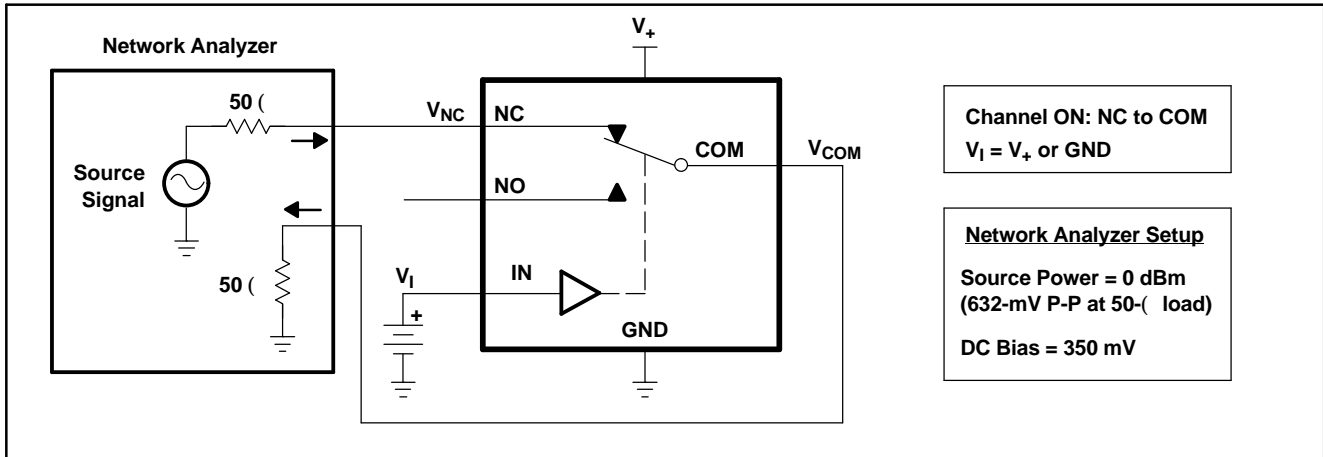 V+
Network Analyzer
50 (
VNC
NC
Channel ON: NC to COM
VI = V+ or GND
COM
VCOM
Source
Signal
NO
Network Analyzer Setup
50 (
VI
IN
Source Power = 0 dBm
(632-mV P-P at 50-( load)
+
GND
DC Bias = 350 mV